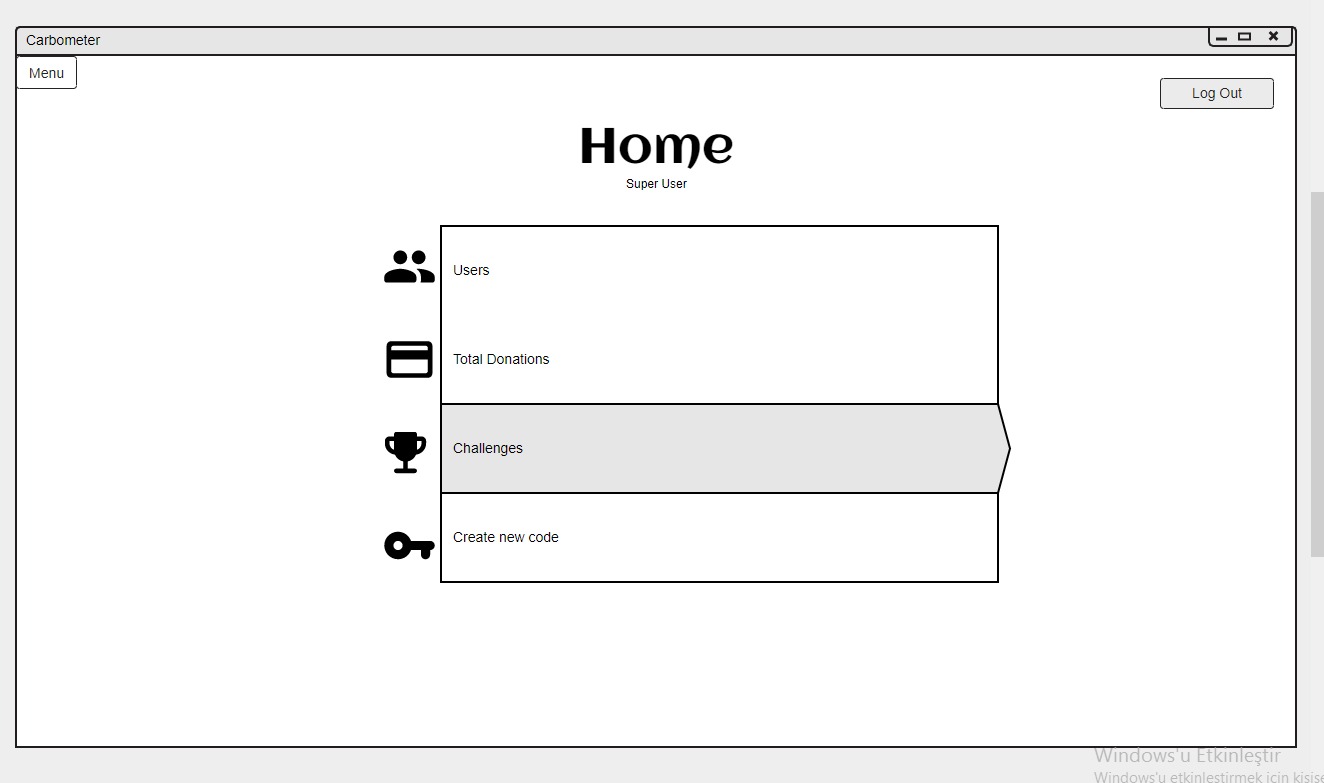 Carbometer
Menu
Log Out
Home
Super User
Users
Total Donations
Challenges
Create new code
Windows'u Etkinleştir
Windows'u etkinleştirmek için kişise